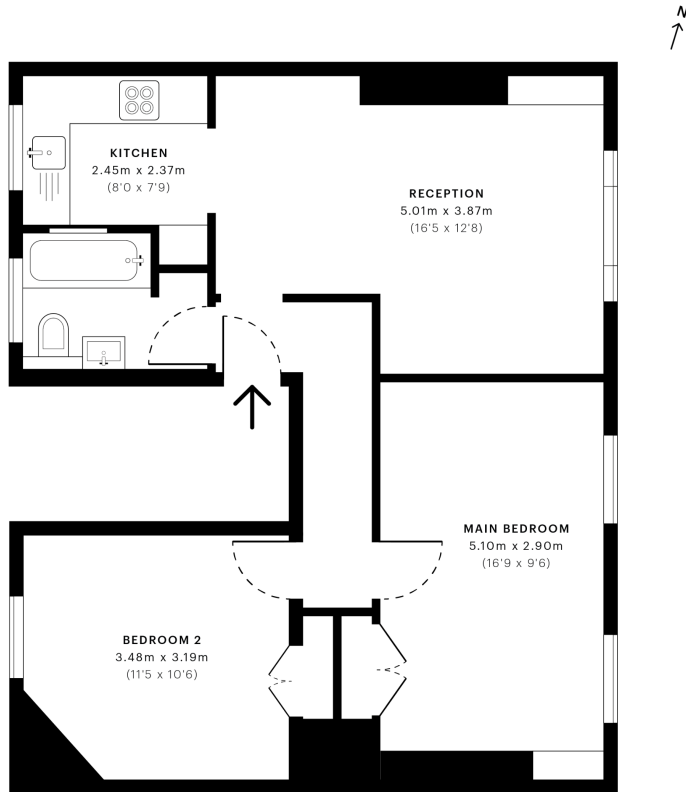 N
KITCHEN
2.45m x 2.37m
(8'0 x 7'9)
RECEPTION
5.01m x 3.87m
(16'5 x 12'8)
MAIN BEDROOM
5.10m x 2.90m
(16'9 x 9'6)
BEDROOM 2
3.48m x 3.19m
(11'5 x 10'6)